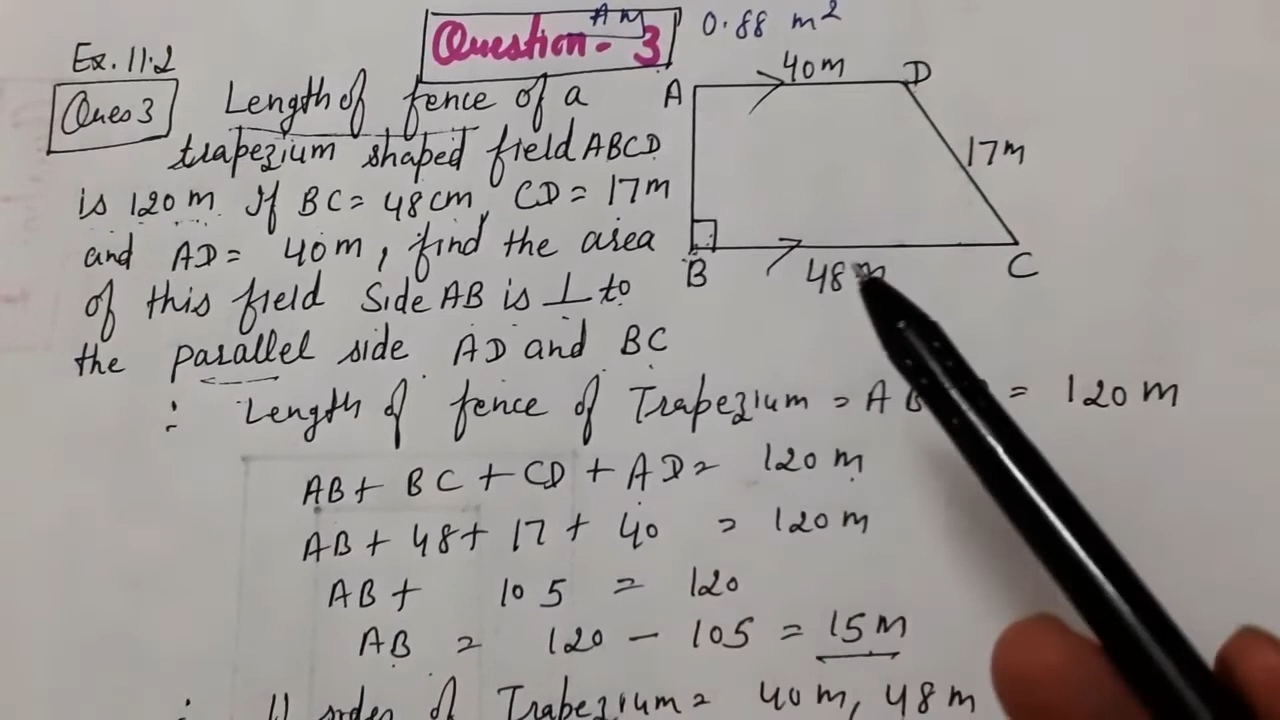 Am 0.88 m²
Question - 3
Ex. 11.2
Ques 3
Length of fence of a
trapezium shaped field ABCD
is 120 m. If BC = 48 cm, CD = 17 m
and AD = 40 m, find the area
of this field Side AB is ⊥ to
the parallel side AD and BC
A 40m D
17m
B 48m C
∴ Length of fence of Trapezium = AB = 120 m
AB + BC + CD + AD = 120 m
AB + 48 + 17 + 40 = 120 m
AB + 105 = 120
AB = 120 - 105 = 15 m
∴ || sides of Trapezium = 40 m, 48 m